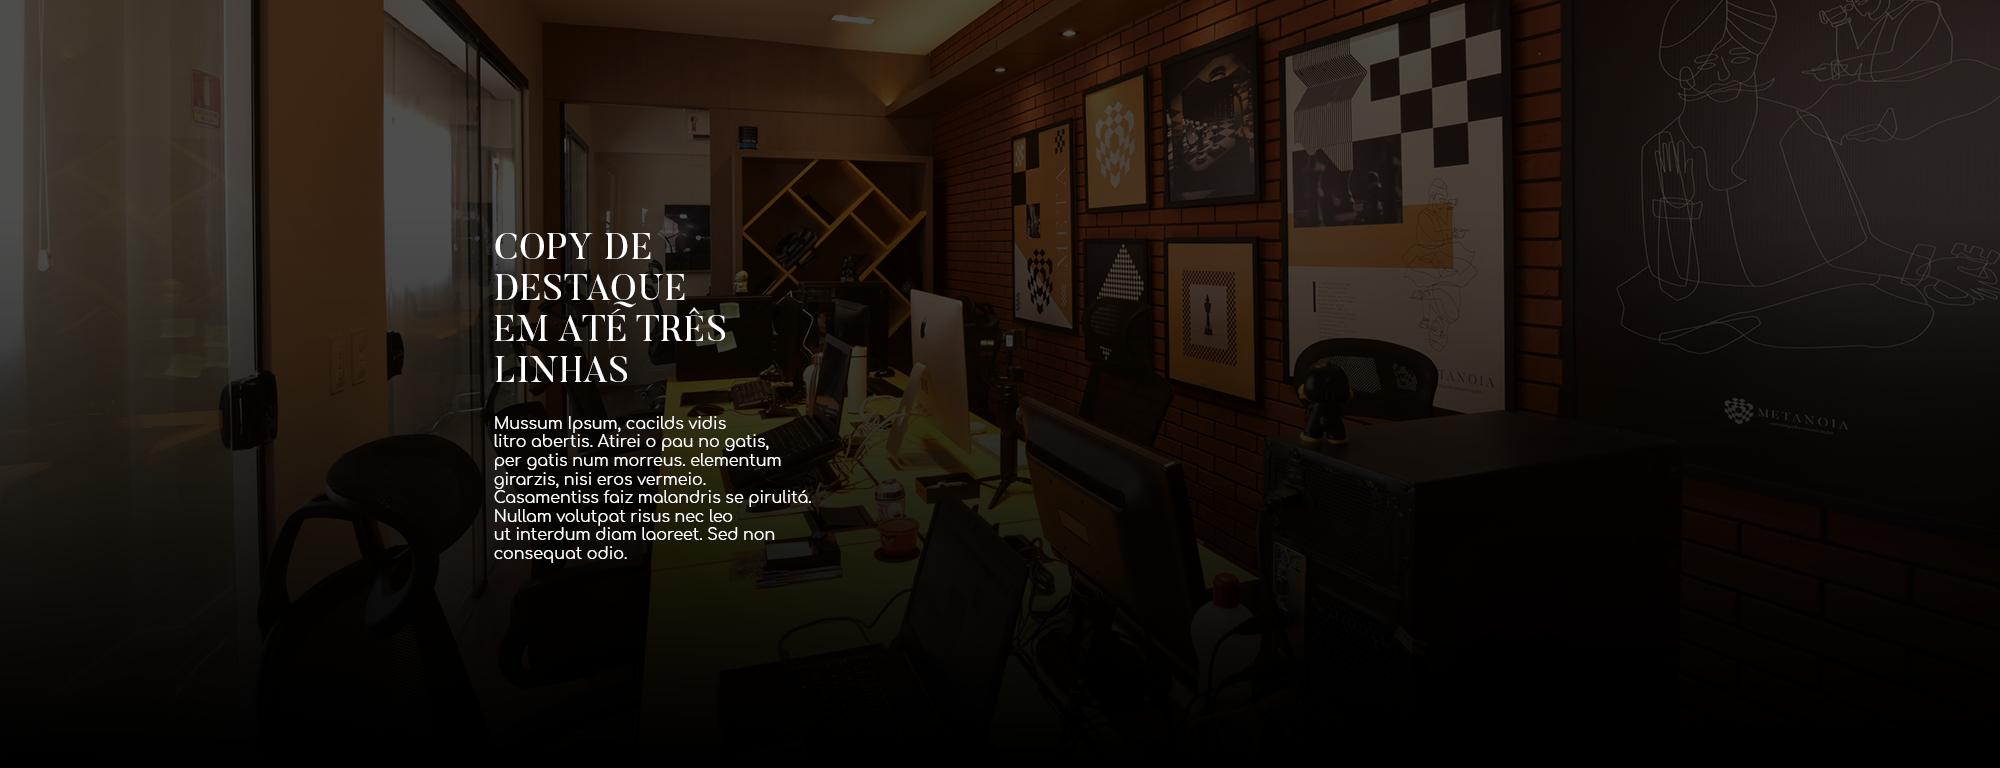 COPY DE
DESTAQUE
EM ATÉ TRÊS
LINHAS
Mussum Ipsum, cacilds vidis
litro abertis. Atirei o pau no gatis,
per gatis num morreus. elementum
girarzis, nisi eros vermeio.
Casamentiss faiz malandris se pirulitá.
Nullam volutpat risus nec leo
ut interdum diam laoreet. Sed non
consequat odio.
META
METANOIA